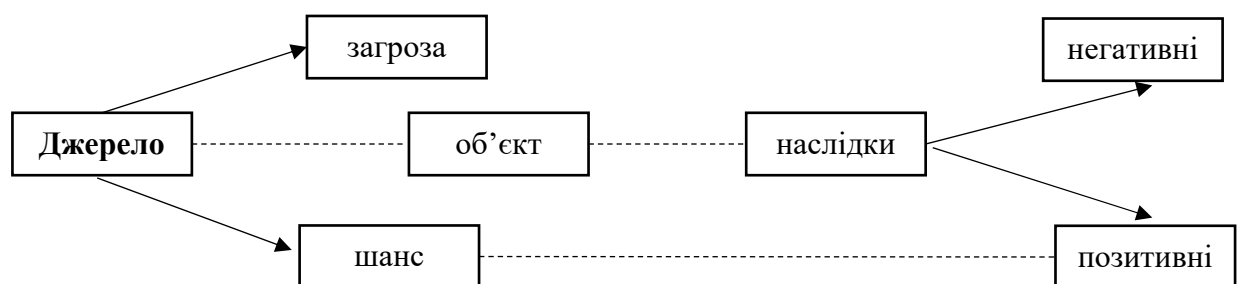 загроза
негативні
Джерело
об’єкт
наслідки
шанс
позитивні